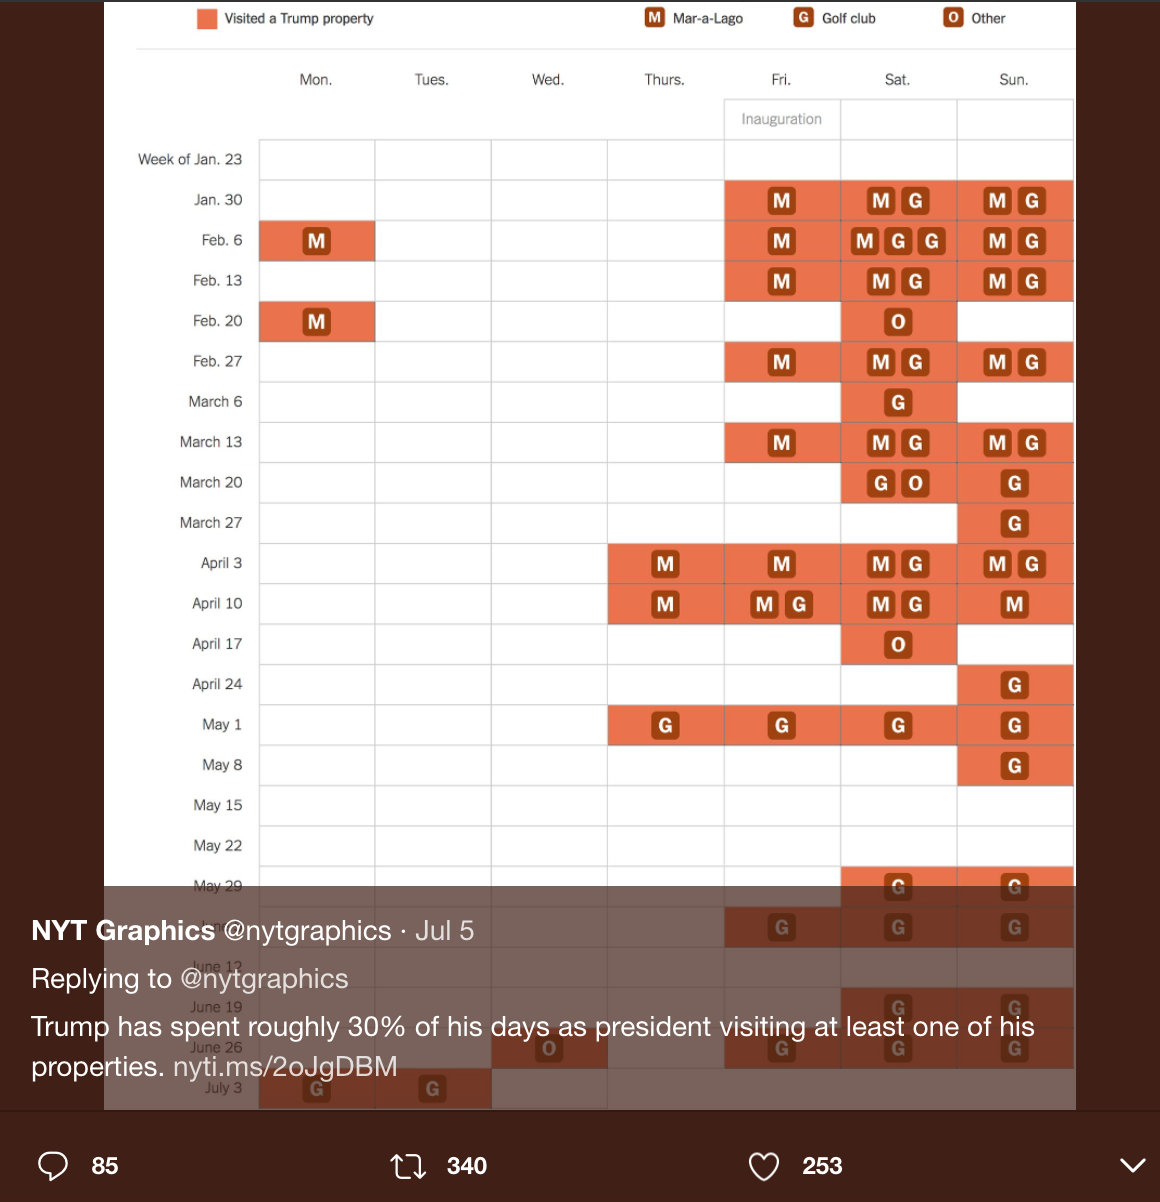 Visited a Trump property M Mar-a-Lago G Golf club O Other
Mon. Tues. Wed. Thurs. Fri. Sat. Sun.
Inauguration
Week of Jan. 23
Jan. 30 M M G M G
Feb. 6 M M M G G M G
Feb. 13 M M G M G
Feb. 20 M O
Feb. 27 M M G M G
March 6 G
March 13 M M G M G
March 20 G O G
March 27 G
April 3 M M M G M G
April 10 M M G M G M
April 17 O
April 24 G
May 1 G G G G
May 8 G
May 15
May 22
May 29 G G
G G G
NYT Graphics @nytgraphics · Jul 5
June 12
Replying to @nytgraphics
June 19 G G
Trump has spent roughly 30% of his days as president visiting at least one of his
June 26 O G G G
properties. nyti.ms/2oJgDBM
July 3 G G
85 340 253